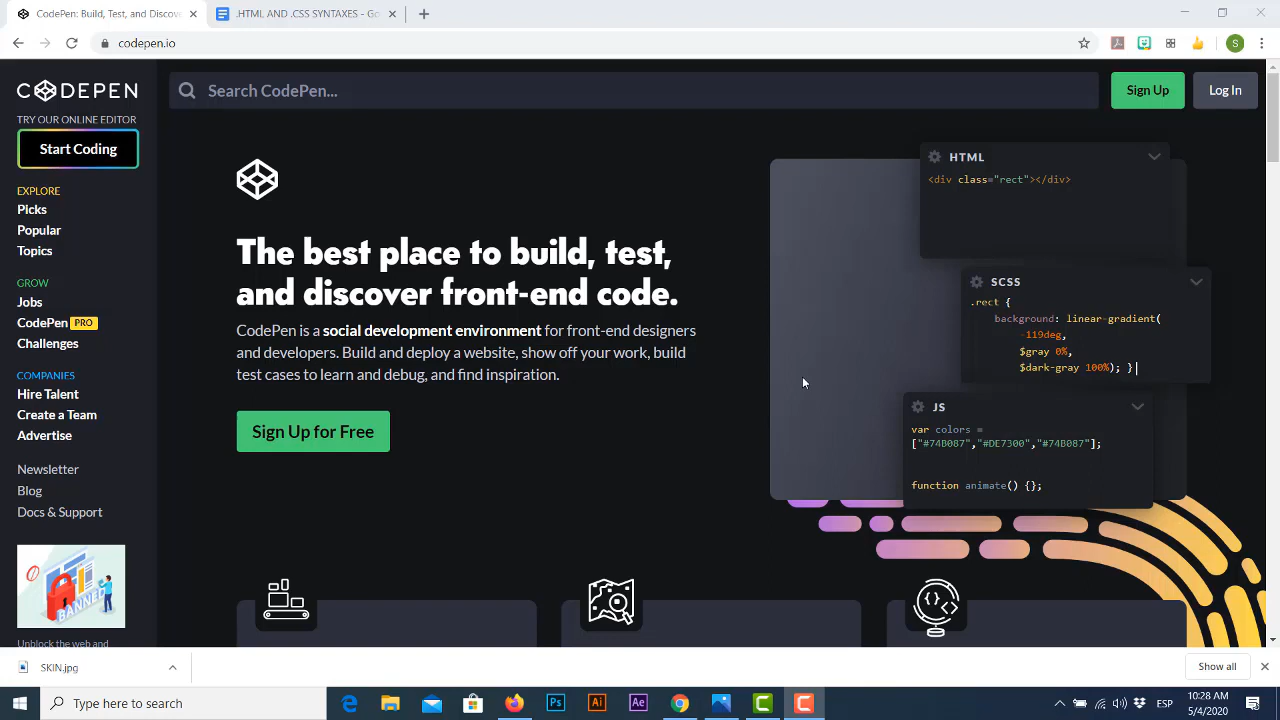 CodePen: Build, Test, and Discov
.HTML AND .CSS SYNTAXES - Go
codepen.io
S
CODEPEN
TRY OUR ONLINE EDITOR
Start Coding
EXPLORE
Picks
Popular
Topics
GROW
Jobs
CodePen PRO
Challenges
COMPANIES
Hire Talent
Create a Team
Advertise
Newsletter
Blog
Docs & Support
BANNED
Unblock the web and
Search CodePen...
Sign Up
Log In
The best place to build, test,
and discover front-end code.
CodePen is a social development environment for front-end designers
and developers. Build and deploy a website, show off your work, build
test cases to learn and debug, and find inspiration.
Sign Up for Free
HTML
<div class="rect"></div>
SCSS
.rect {
background: linear-gradient(
-119deg,
$gray 0%,
$dark-gray 100%); }
JS
var colors =
["#74B087","#DE7300","#74B087"];
function animate() {};
SKIN.jpg
Show all
Type here to search
Ps
Ai
Ae
ESP
10:28 AM
5/4/2020